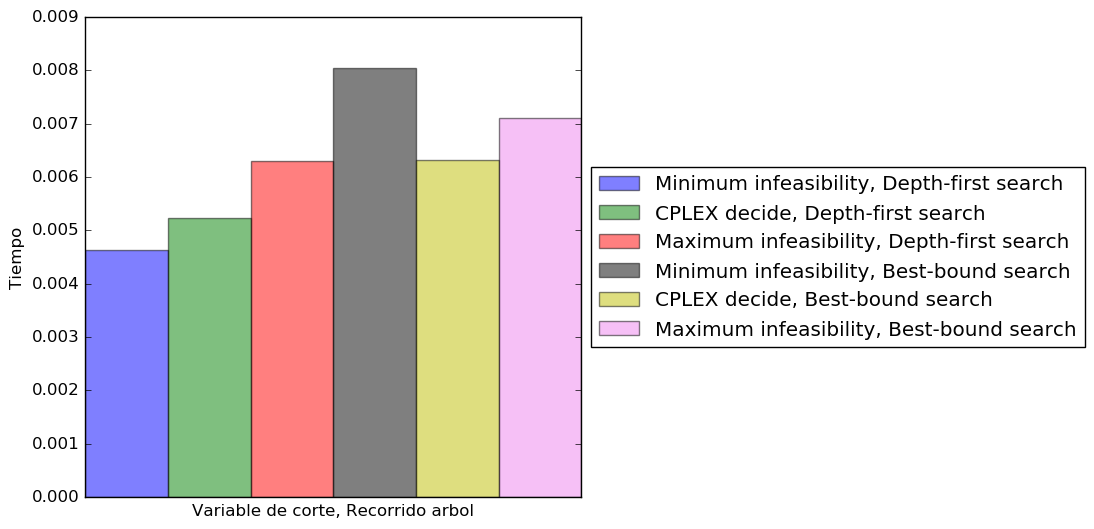 0.009
0.008
0.007
0.006
0.005
0.004
0.003
0.002
0.001
0.000
Tiempo
Variable de corte, Recorrido arbol
Minimum infeasibility, Depth-first search
CPLEX decide, Depth-first search
Maximum infeasibility, Depth-first search
Minimum infeasibility, Best-bound search
CPLEX decide, Best-bound search
Maximum infeasibility, Best-bound search